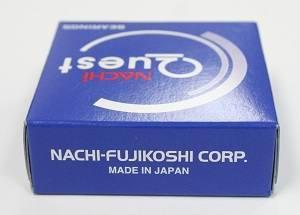 BEARINGS
NACHi
Quest
NACHI-FUJIKOSHI CORP.
MADE IN JAPAN